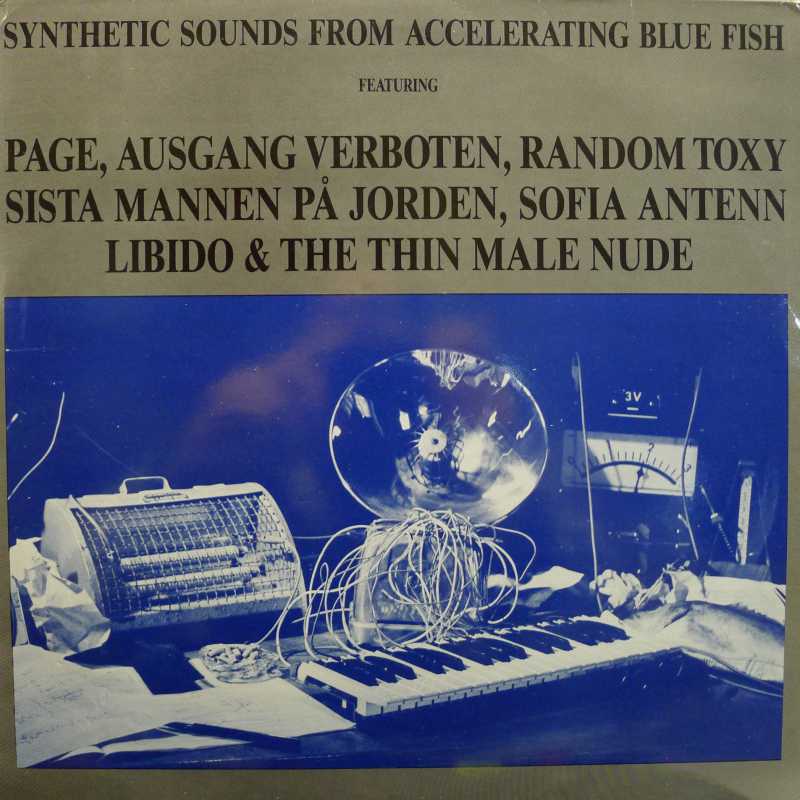 SYNTHETIC SOUNDS FROM ACCELERATING BLUE FISH
FEATURING
PAGE, AUSGANG VERBOTEN, RANDOM TOXY
SISTA MANNEN PÅ JORDEN, SOFIA ANTENN
LIBIDO & THE THIN MALE NUDE
3V